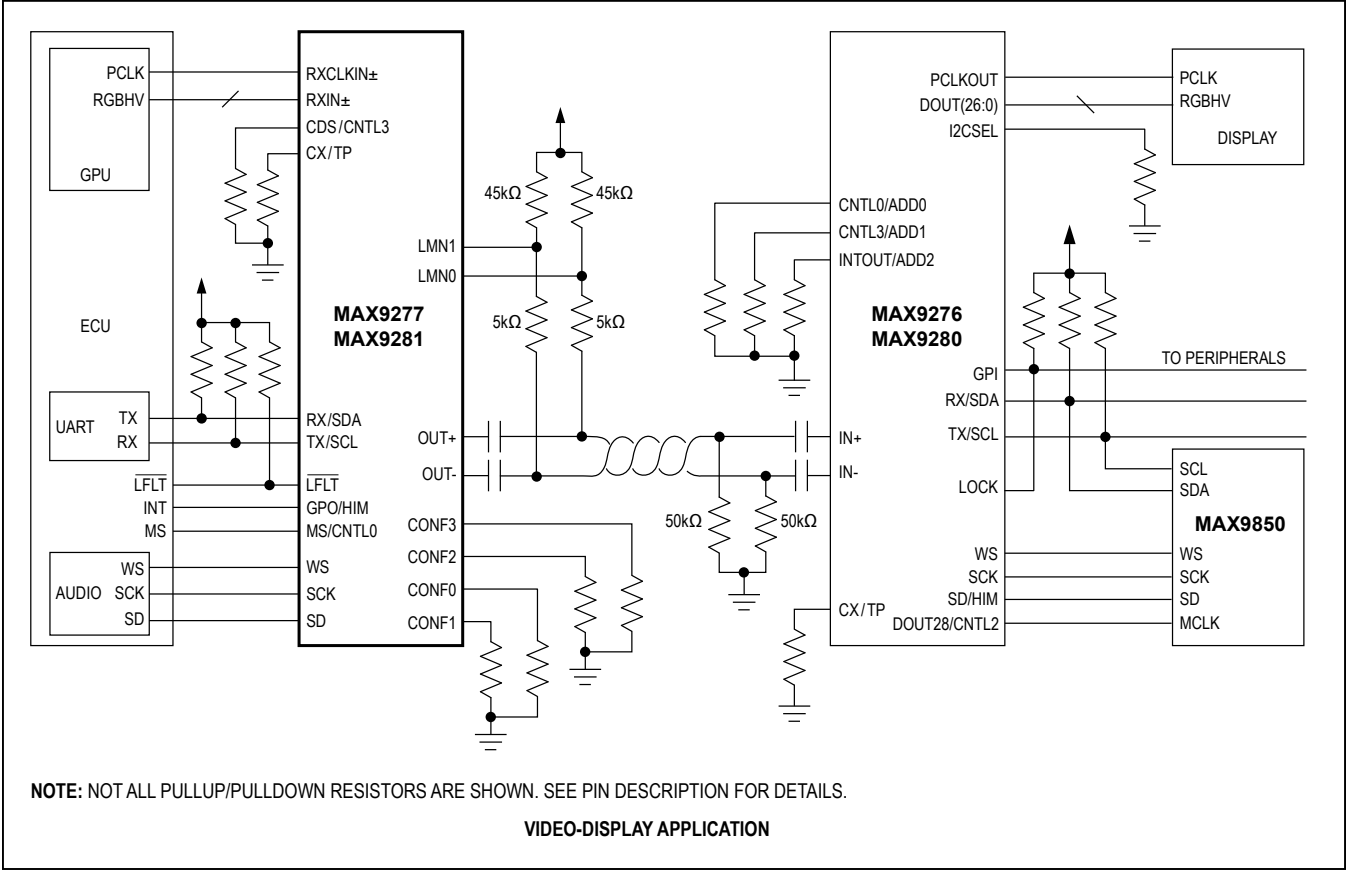 PCLK
RGBHV
GPU
ECU
UART
TX
RX
LFLT
INT
MS
AUDIO
WS
SCK
SD
RXCLKIN±
RXIN±
CDS/CNTL3
CX/TP
LMN1
LMN0
MAX9277
MAX9281
RX/SDA
TX/SCL
LFLT
GPO/HIM
MS/CNTL0
WS
SCK
SD
OUT+
OUT-
CONF3
CONF2
CONF0
CONF1
45kΩ
45kΩ
5kΩ
5kΩ
50kΩ
50kΩ
PCLKOUT
DOUT(26:0)
I2CSEL
CNTL0/ADD0
CNTL3/ADD1
INTOUT/ADD2
MAX9276
MAX9280
GPI
RX/SDA
TX/SCL
IN+
IN-
LOCK
WS
SCK
SD/HIM
CX/TP
DOUT28/CNTL2
PCLK
RGBHV
DISPLAY
TO PERIPHERALS
SCL
SDA
MAX9850
WS
SCK
SD
MCLK
NOTE: NOT ALL PULLUP/PULLDOWN RESISTORS ARE SHOWN. SEE PIN DESCRIPTION FOR DETAILS.
VIDEO-DISPLAY APPLICATION